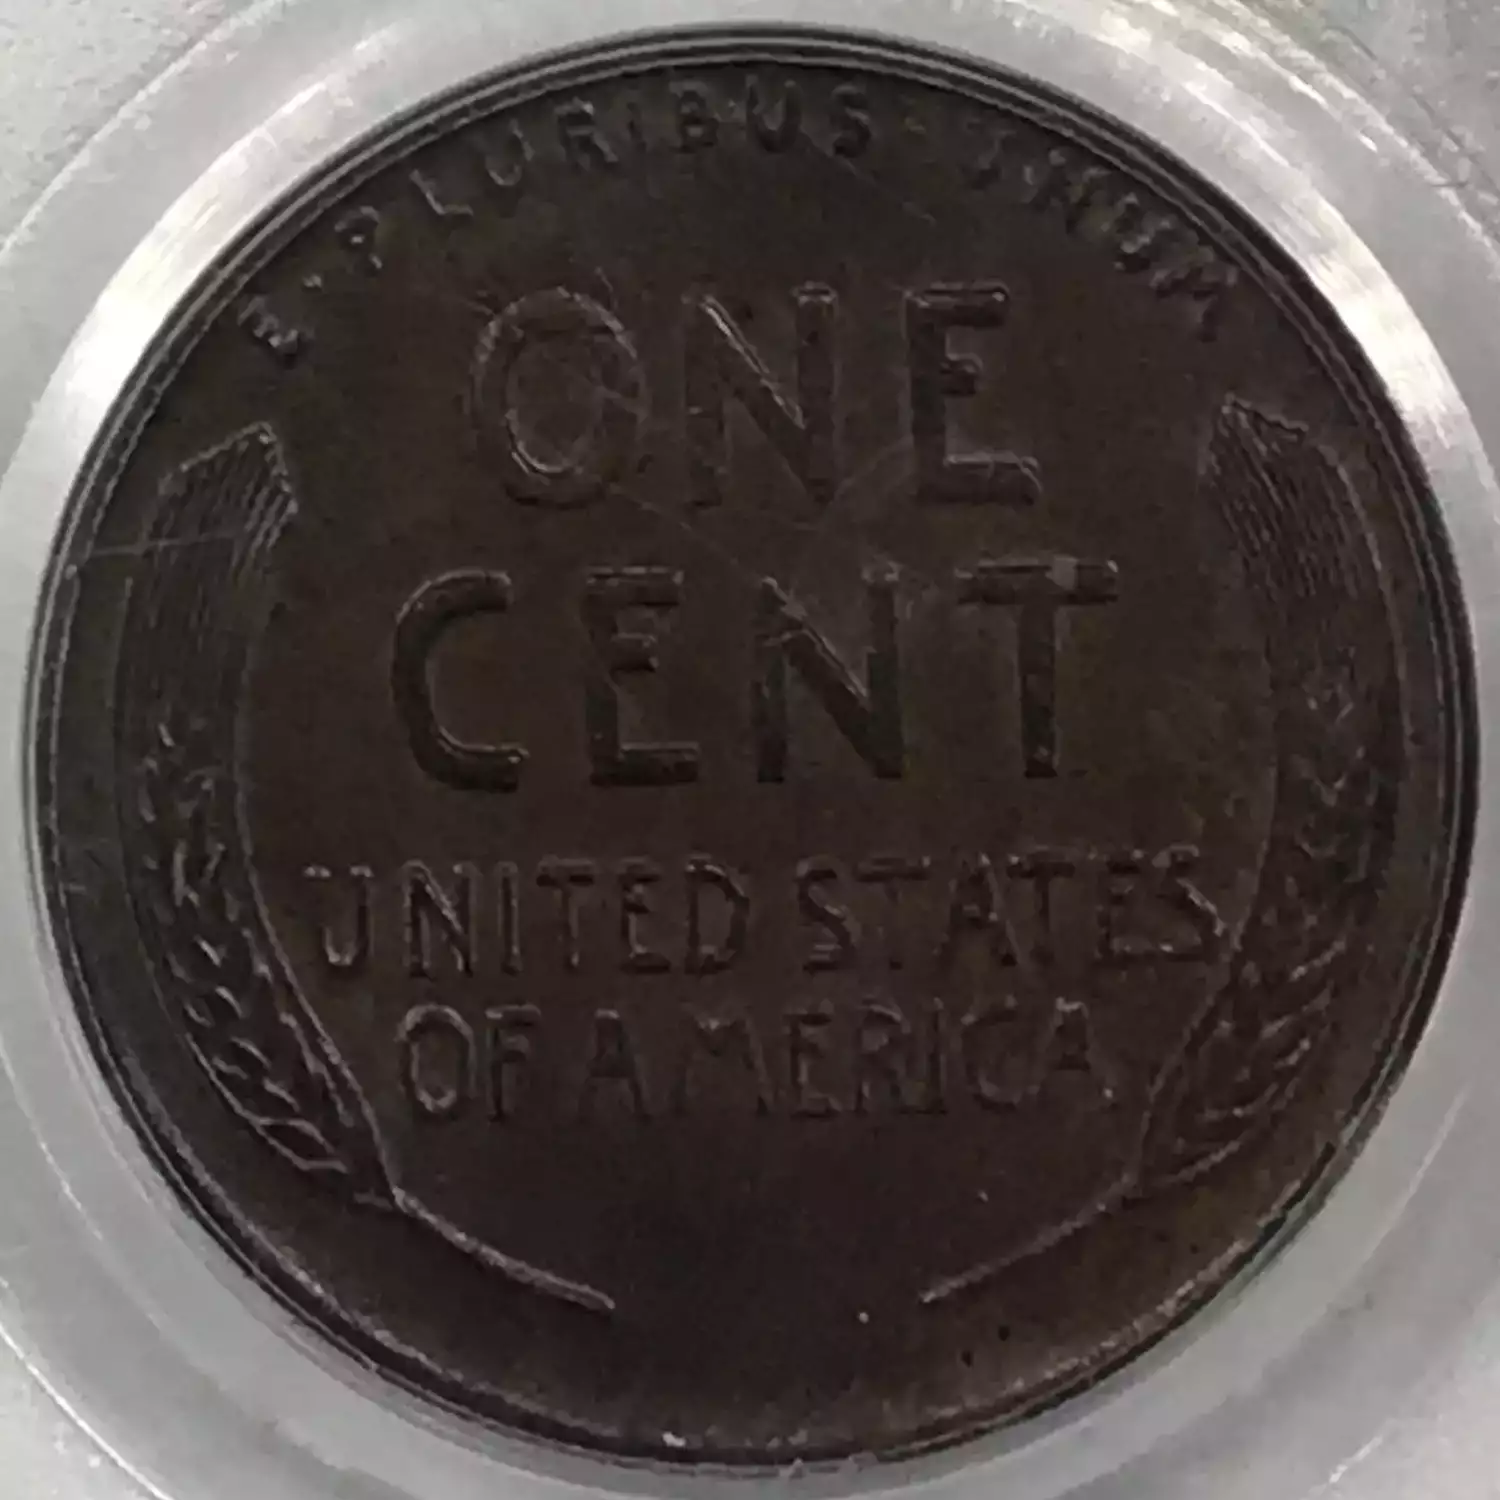 E·PLURIBUS·UNUM
ONE
CENT
UNITED STATES
OF AMERICA